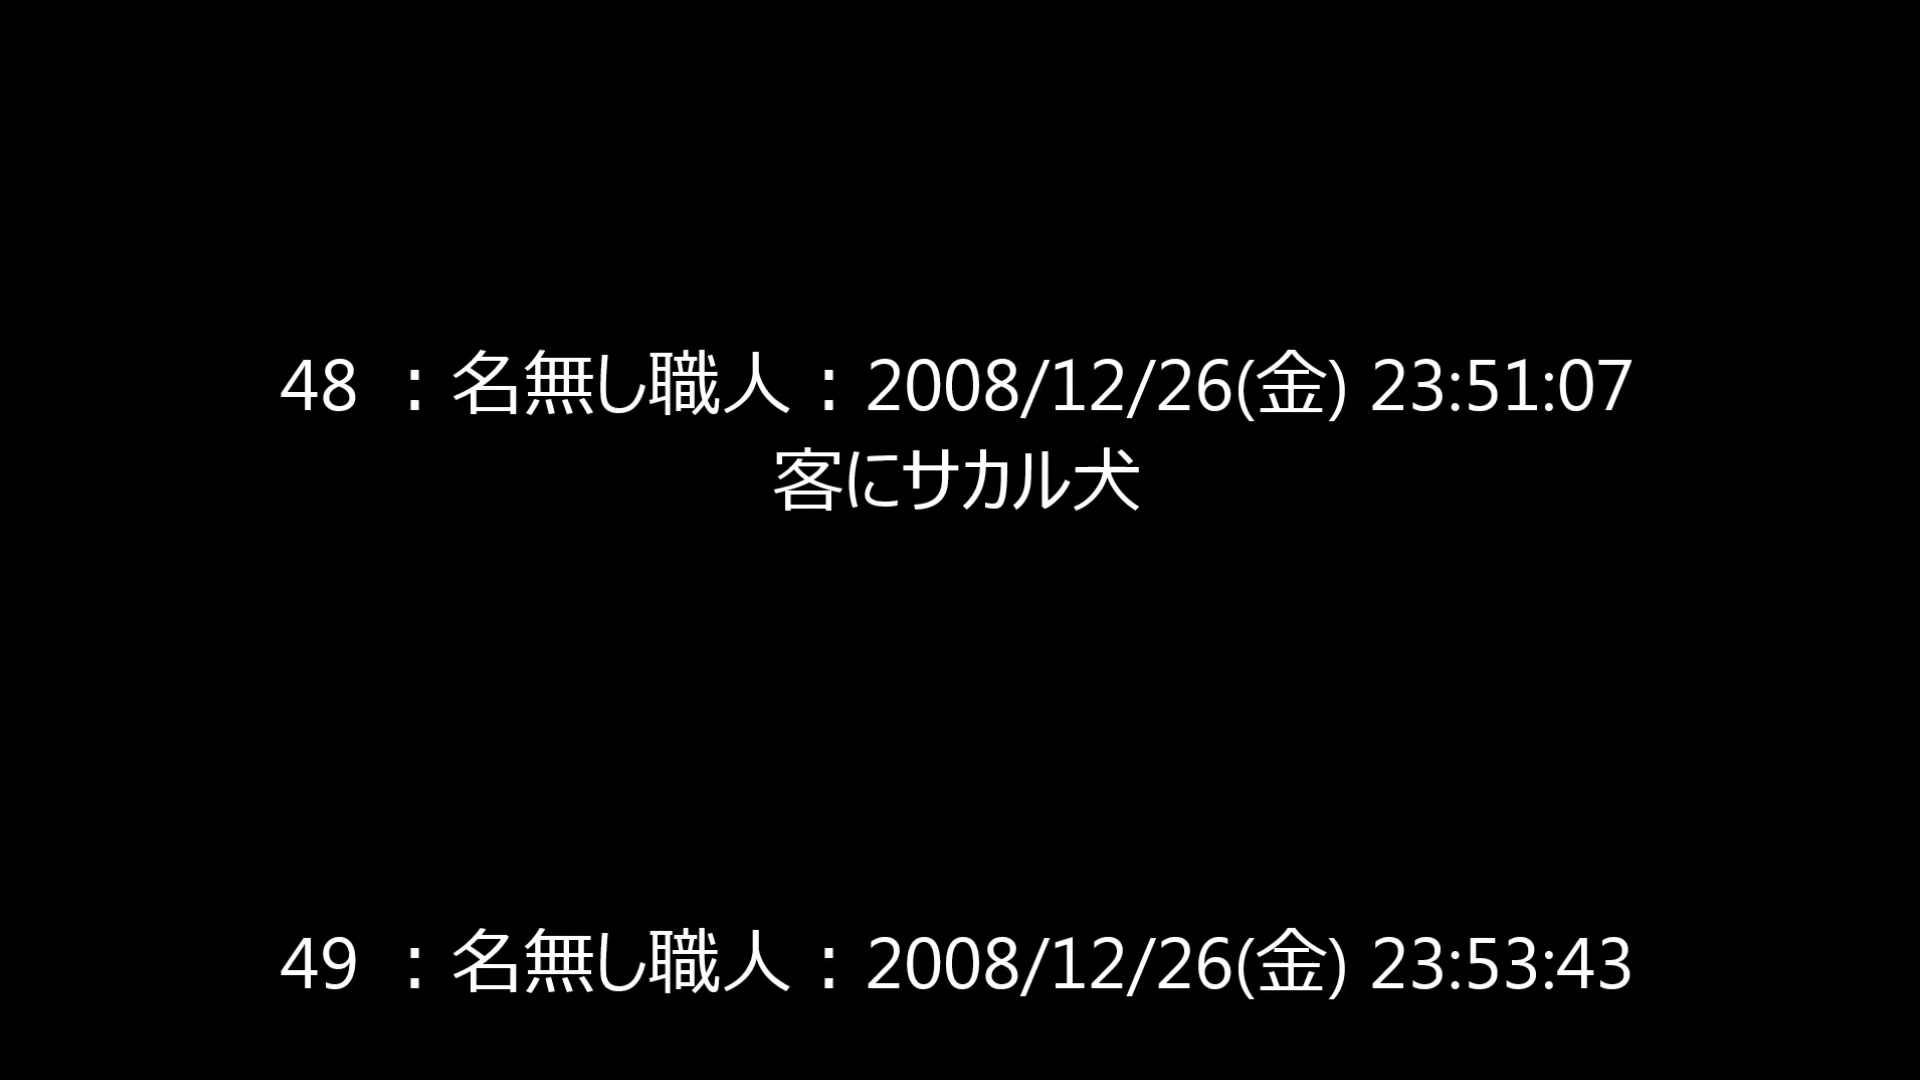 48 ：名無し職人：2008/12/26(金) 23:51:07
客にサカル犬
49 ：名無し職人：2008/12/26(金) 23:53:43